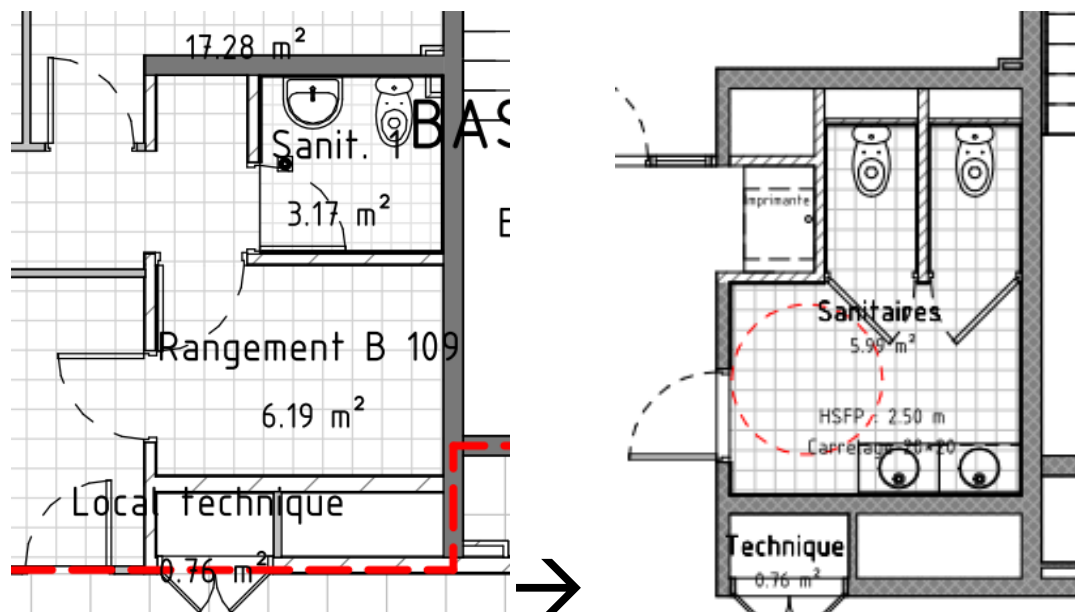 17.28 m²
Sanit. 1
BAS
3.17 m²
Rangement B 109
6.19 m²
Local technique
0.76 m²
Imprimante
Sanitaires
5.99 m²
HSFP : 2.50 m
Carrelage 20*20
Technique
0.76 m²